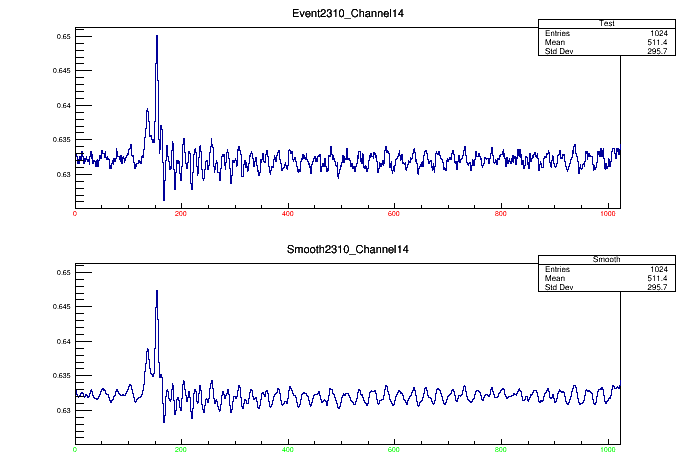 Event2310_Channel14
Test
Entries 1024
Mean 511.4
Std Dev 295.7
0.65
0.645
0.64
0.635
0.63
0 200 400 600 800 1000
Smooth2310_Channel14
Smooth
Entries 1024
Mean 511.4
Std Dev 295.7
0.65
0.645
0.64
0.635
0.63
0 200 400 600 800 1000